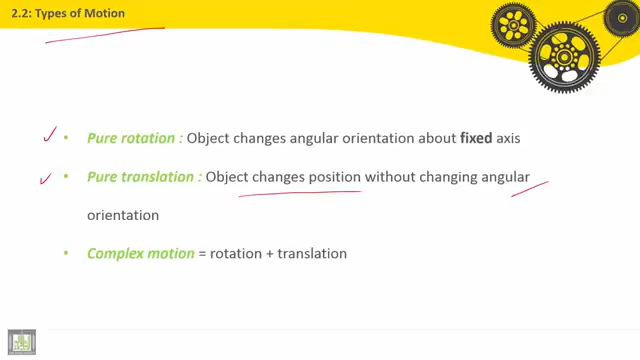 2.2: Types of Motion
• Pure rotation : Object changes angular orientation about fixed axis
• Pure translation : Object changes position without changing angular
orientation
• Complex motion = rotation + translation